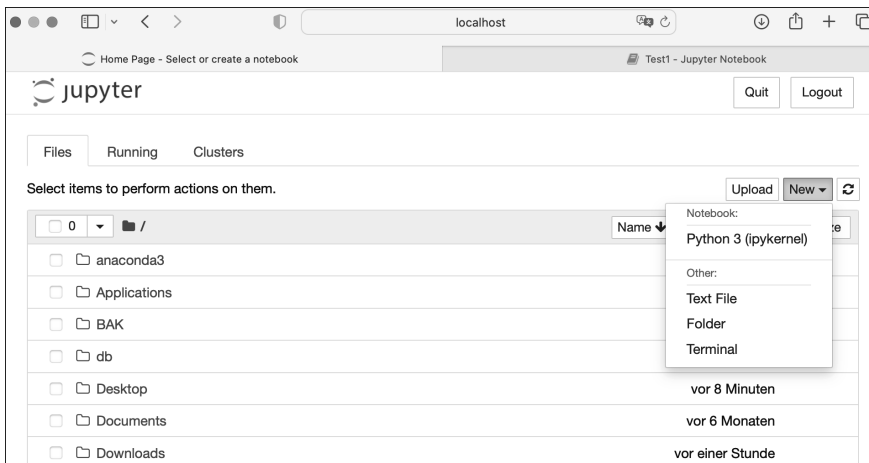 localhost
Home Page - Select or create a notebook
Test1 - Jupyter Notebook
jupyter
Quit
Logout
Files
Running
Clusters
Select items to perform actions on them.
Upload
New
0
/
Name
ze
Notebook:
Python 3 (ipykernel)
Other:
Text File
Folder
Terminal
anaconda3
Applications
BAK
db
Desktop
vor 8 Minuten
Documents
vor 6 Monaten
Downloads
vor einer Stunde